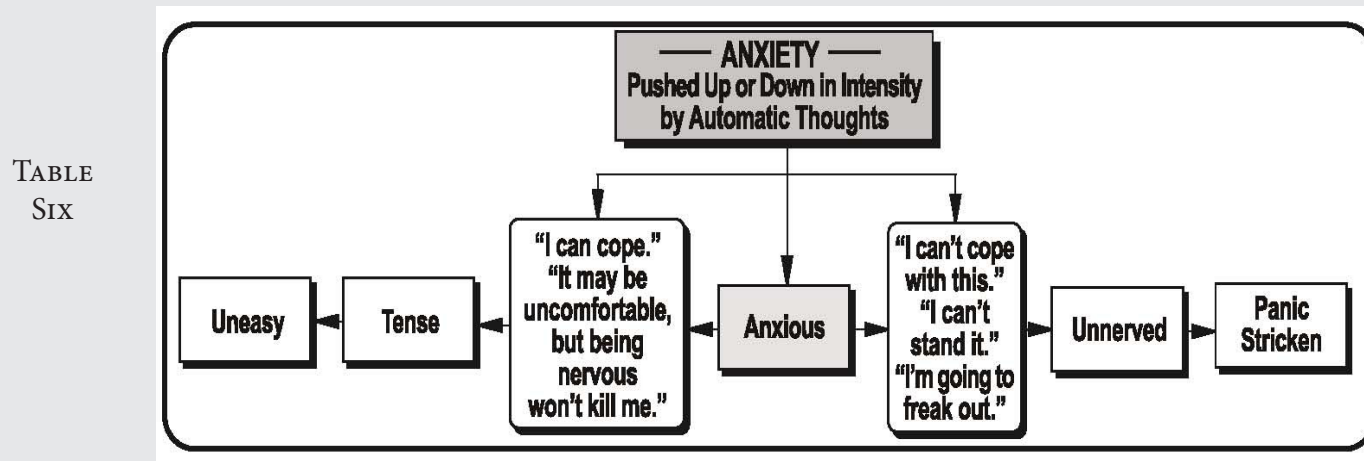 TABLE
SIX
ANXIETY
Pushed Up or Down in Intensity
by Automatic Thoughts
Uneasy
Tense
“I can cope.”
“It may be
uncomfortable,
but being
nervous
won’t kill me.”
Anxious
“I can’t cope
with this.”
“I can’t
stand it.”
“I’m going to
freak out.”
Unnerved
Panic
Stricken